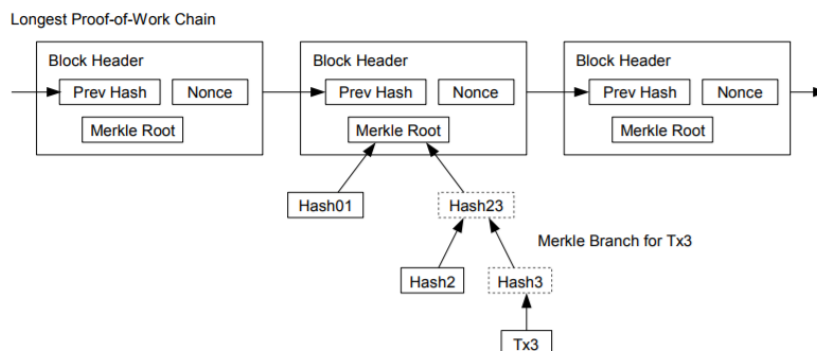 Longest Proof-of-Work Chain
Block Header
Prev Hash
Nonce
Merkle Root
Block Header
Prev Hash
Nonce
Merkle Root
Block Header
Prev Hash
Nonce
Merkle Root
Hash01
Hash23
Merkle Branch for Tx3
Hash2
Hash3
Tx3